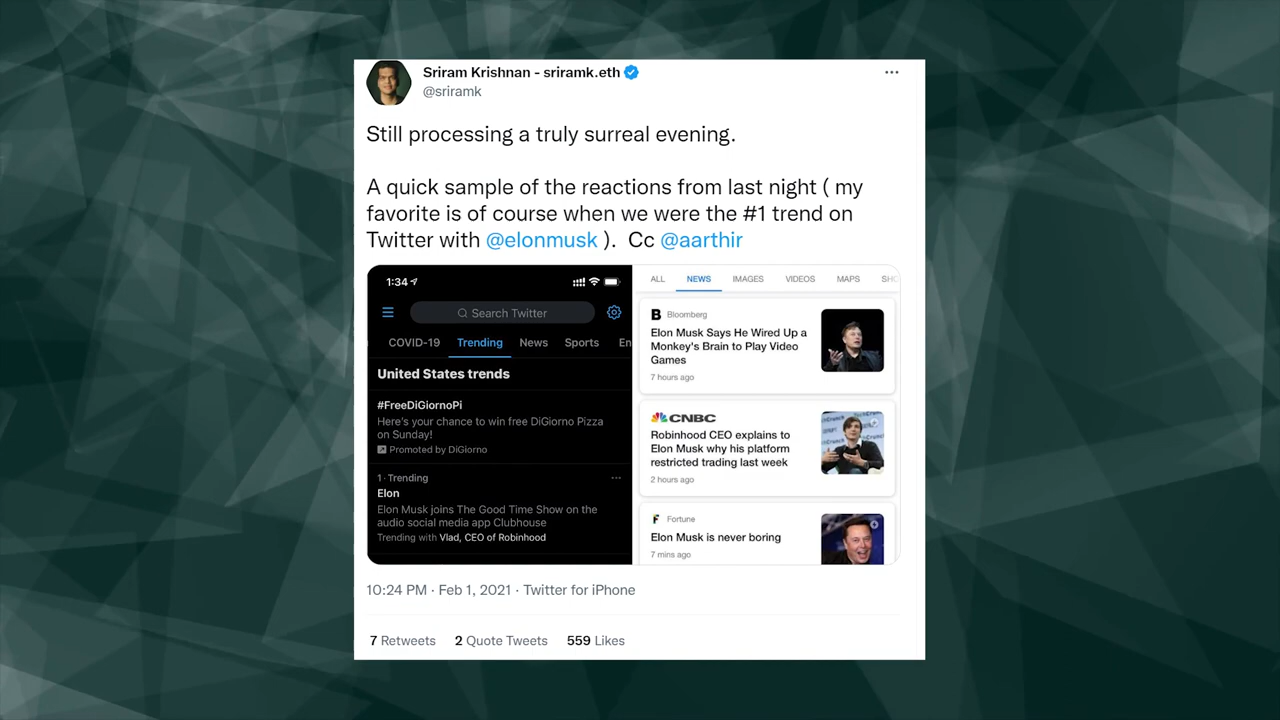 Sriram Krishnan - sriramk.eth
@sriramk
Still processing a truly surreal evening.
A quick sample of the reactions from last night ( my
favorite is of course when we were the #1 trend on
Twitter with @elonmusk ).  Cc @aarthir
1:34
Search Twitter
COVID-19 Trending News Sports En
United States trends
#FreeDiGiornoPi
Here's your chance to win free DiGiorno Pizza
on Sunday!
Promoted by DiGiorno
1 · Trending
Elon
Elon Musk joins The Good Time Show on the
audio social media app Clubhouse
Trending with Vlad, CEO of Robinhood
ALL NEWS IMAGES VIDEOS MAPS SHO
B Bloomberg
Elon Musk Says He Wired Up a
Monkey's Brain to Play Video
Games
7 hours ago
CNBC
Robinhood CEO explains to
Elon Musk why his platform
restricted trading last week
2 hours ago
F Fortune
Elon Musk is never boring
7 mins ago
10:24 PM · Feb 1, 2021 · Twitter for iPhone
7 Retweets 2 Quote Tweets 559 Likes